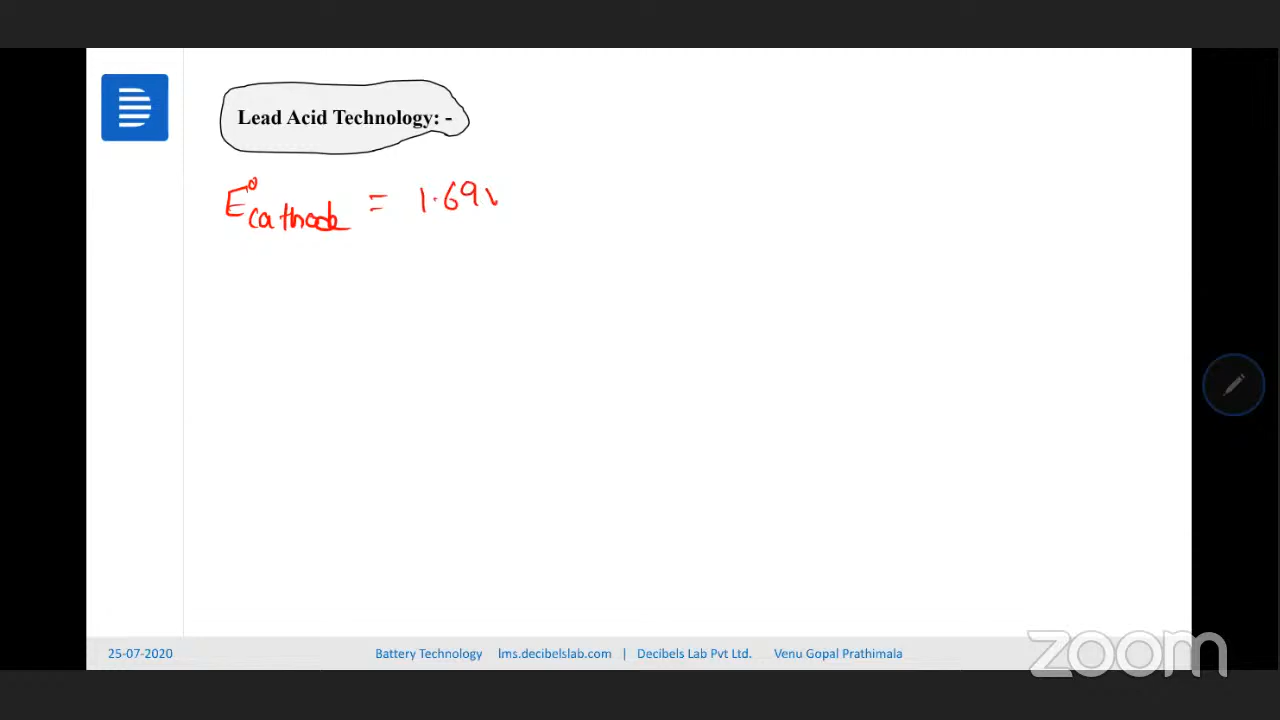 Lead Acid Technology: -
E⁰cathode = 1.69V
25-07-2020 Battery Technology lms.decibelslab.com | Decibels Lab Pvt Ltd. Venu Gopal Prathimala
zoom